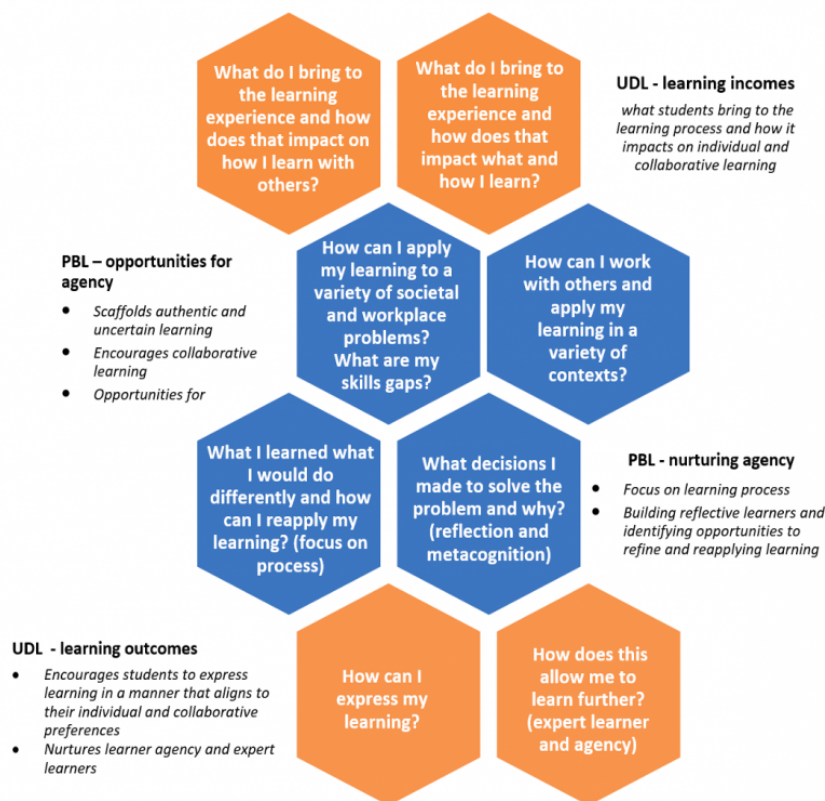 What do I bring to
the learning
experience and how
does that impact on
how I learn with
others?
What do I bring to
the learning
experience and
how does that
impact what and
how I learn?
UDL - learning incomes
what students bring to the
learning process and how it
impacts on individual and
collaborative learning
PBL – opportunities for
agency
• Scaffolds authentic and
uncertain learning
• Encourages collaborative
learning
• Opportunities for
How can I apply
my learning to a
variety of societal
and workplace
problems?
What are my
skills gaps?
How can I work
with others and
apply my
learning in a
variety of
contexts?
What I learned what
I would do
differently and how
can I reapply my
learning? (focus on
process)
What decisions I
made to solve the
problem and why?
(reflection and
metacognition)
PBL - nurturing agency
• Focus on learning process
• Building reflective learners and
identifying opportunities to
refine and reapplying learning
UDL - learning outcomes
• Encourages students to express
learning in a manner that aligns to
their individual and collaborative
preferences
• Nurtures learner agency and expert
learners
How can I
express my
learning?
How does this
allow me to
learn further?
(expert learner
and agency)